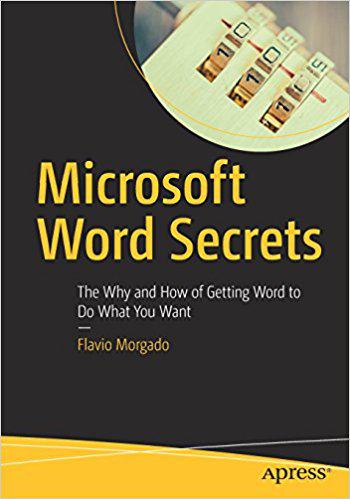 Microsoft
Word Secrets
The Why and How of Getting Word to
Do What You Want
—
Flavio Morgado
Apress®